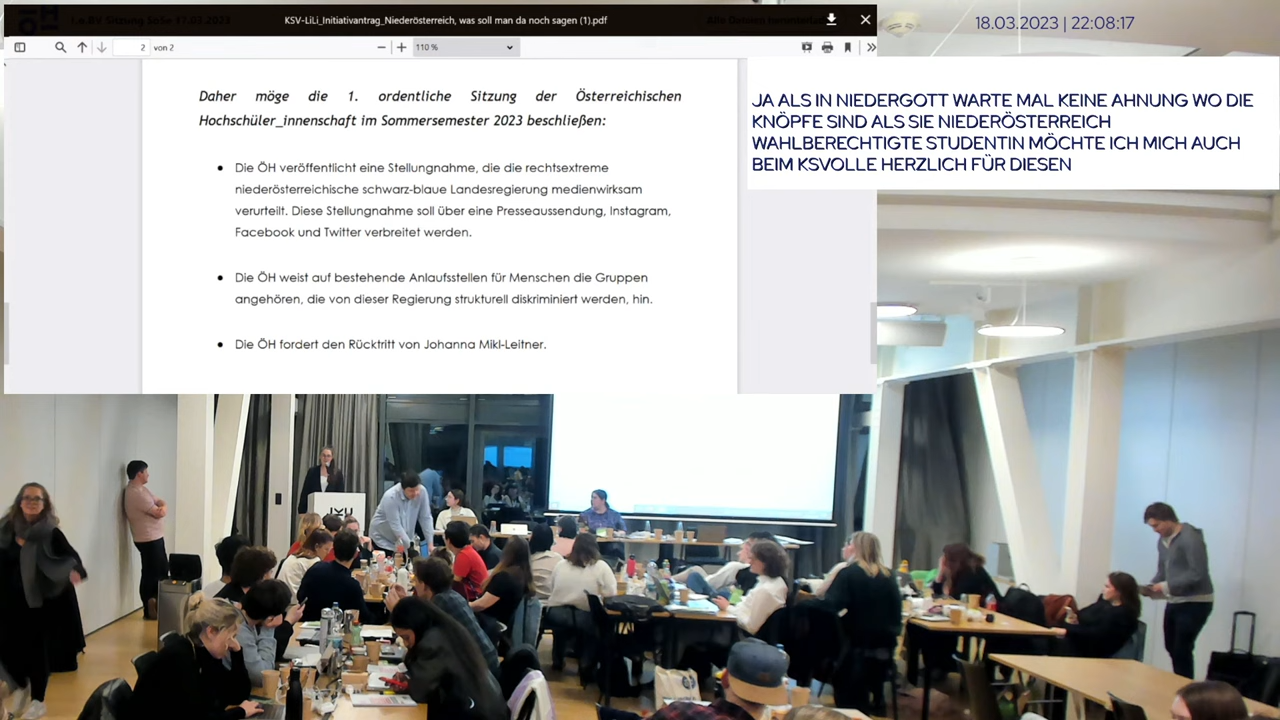 KSV-LiLi_Initiativantrag_Niederösterreich, was soll man da noch sagen (1).pdf
18.03.2023 | 22:08:17
2 von 2
110 %
Daher möge die 1. ordentliche Sitzung der Österreichischen
Hochschüler_innenschaft im Sommersemester 2023 beschließen:
• Die ÖH veröffentlicht eine Stellungnahme, die die rechtsextreme
niederösterreichische schwarz-blaue Landesregierung medienwirksam
verurteilt. Diese Stellungnahme soll über eine Presseaussendung, Instagram,
Facebook und Twitter verbreitet werden.
• Die ÖH weist auf bestehende Anlaufsstellen für Menschen die Gruppen
angehören, die von dieser Regierung strukturell diskriminiert werden, hin.
• Die ÖH fordert den Rücktritt von Johanna Mikl-Leitner.
JA ALS IN NIEDERGOTT WARTE MAL KEINE AHNUNG WO DIE
KNÖPFE SIND ALS SIE NIEDERÖSTERREICH
WAHLBERECHTIGTE STUDENTIN MÖCHTE ICH MICH AUCH
BEIM KSVOLLE HERZLICH FÜR DIESEN
JKU